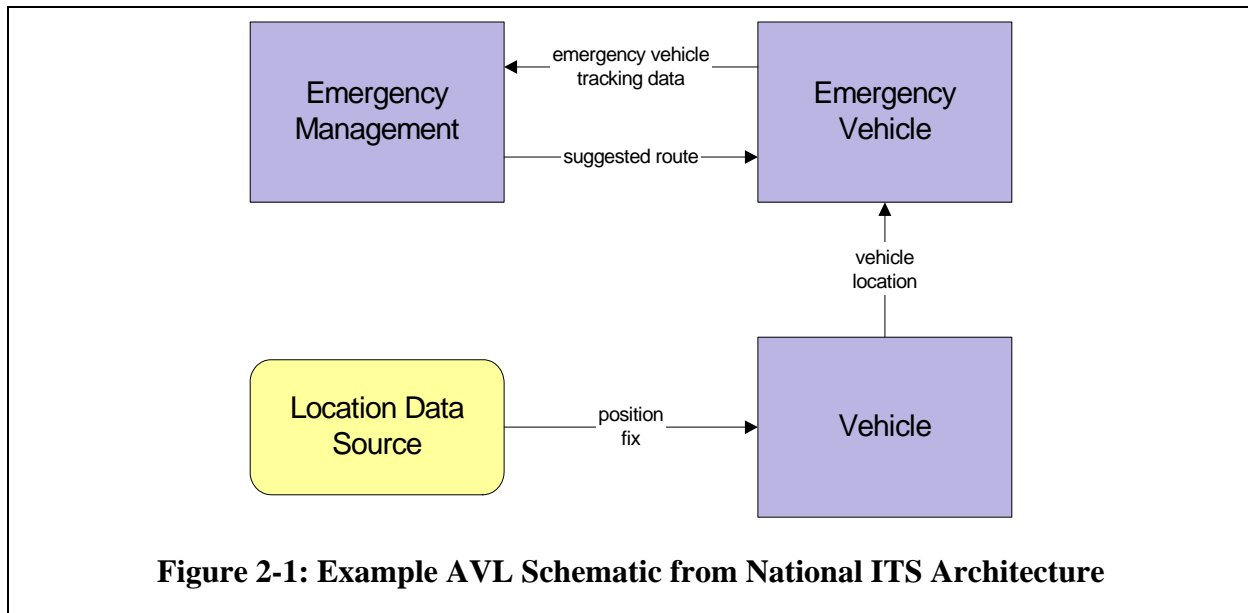 Emergency
Management
emergency vehicle
tracking data
Emergency
Vehicle
suggested route
vehicle
location
Location Data
Source
position
fix
Vehicle
Figure 2-1: Example AVL Schematic from National ITS Architecture